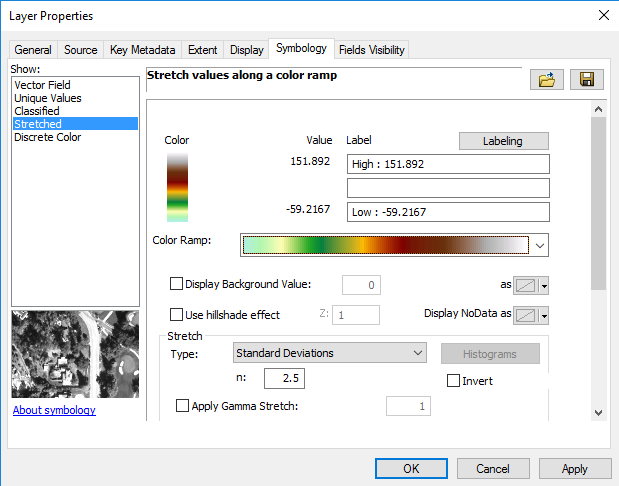 Layer Properties
General Source Key Metadata Extent Display Symbology Fields Visibility
Show:
Vector Field
Unique Values
Classified
Stretched
Discrete Color
About symbology
Stretch values along a color ramp
Color Value Label Labeling
151.892 High : 151.892
-59.2167 Low : -59.2167
Color Ramp:
Display Background Value: 0 as
Use hillshade effect Z: 1 Display NoData as
Stretch
Type: Standard Deviations Histograms
n: 2.5 Invert
Apply Gamma Stretch: 1
OK Cancel Apply